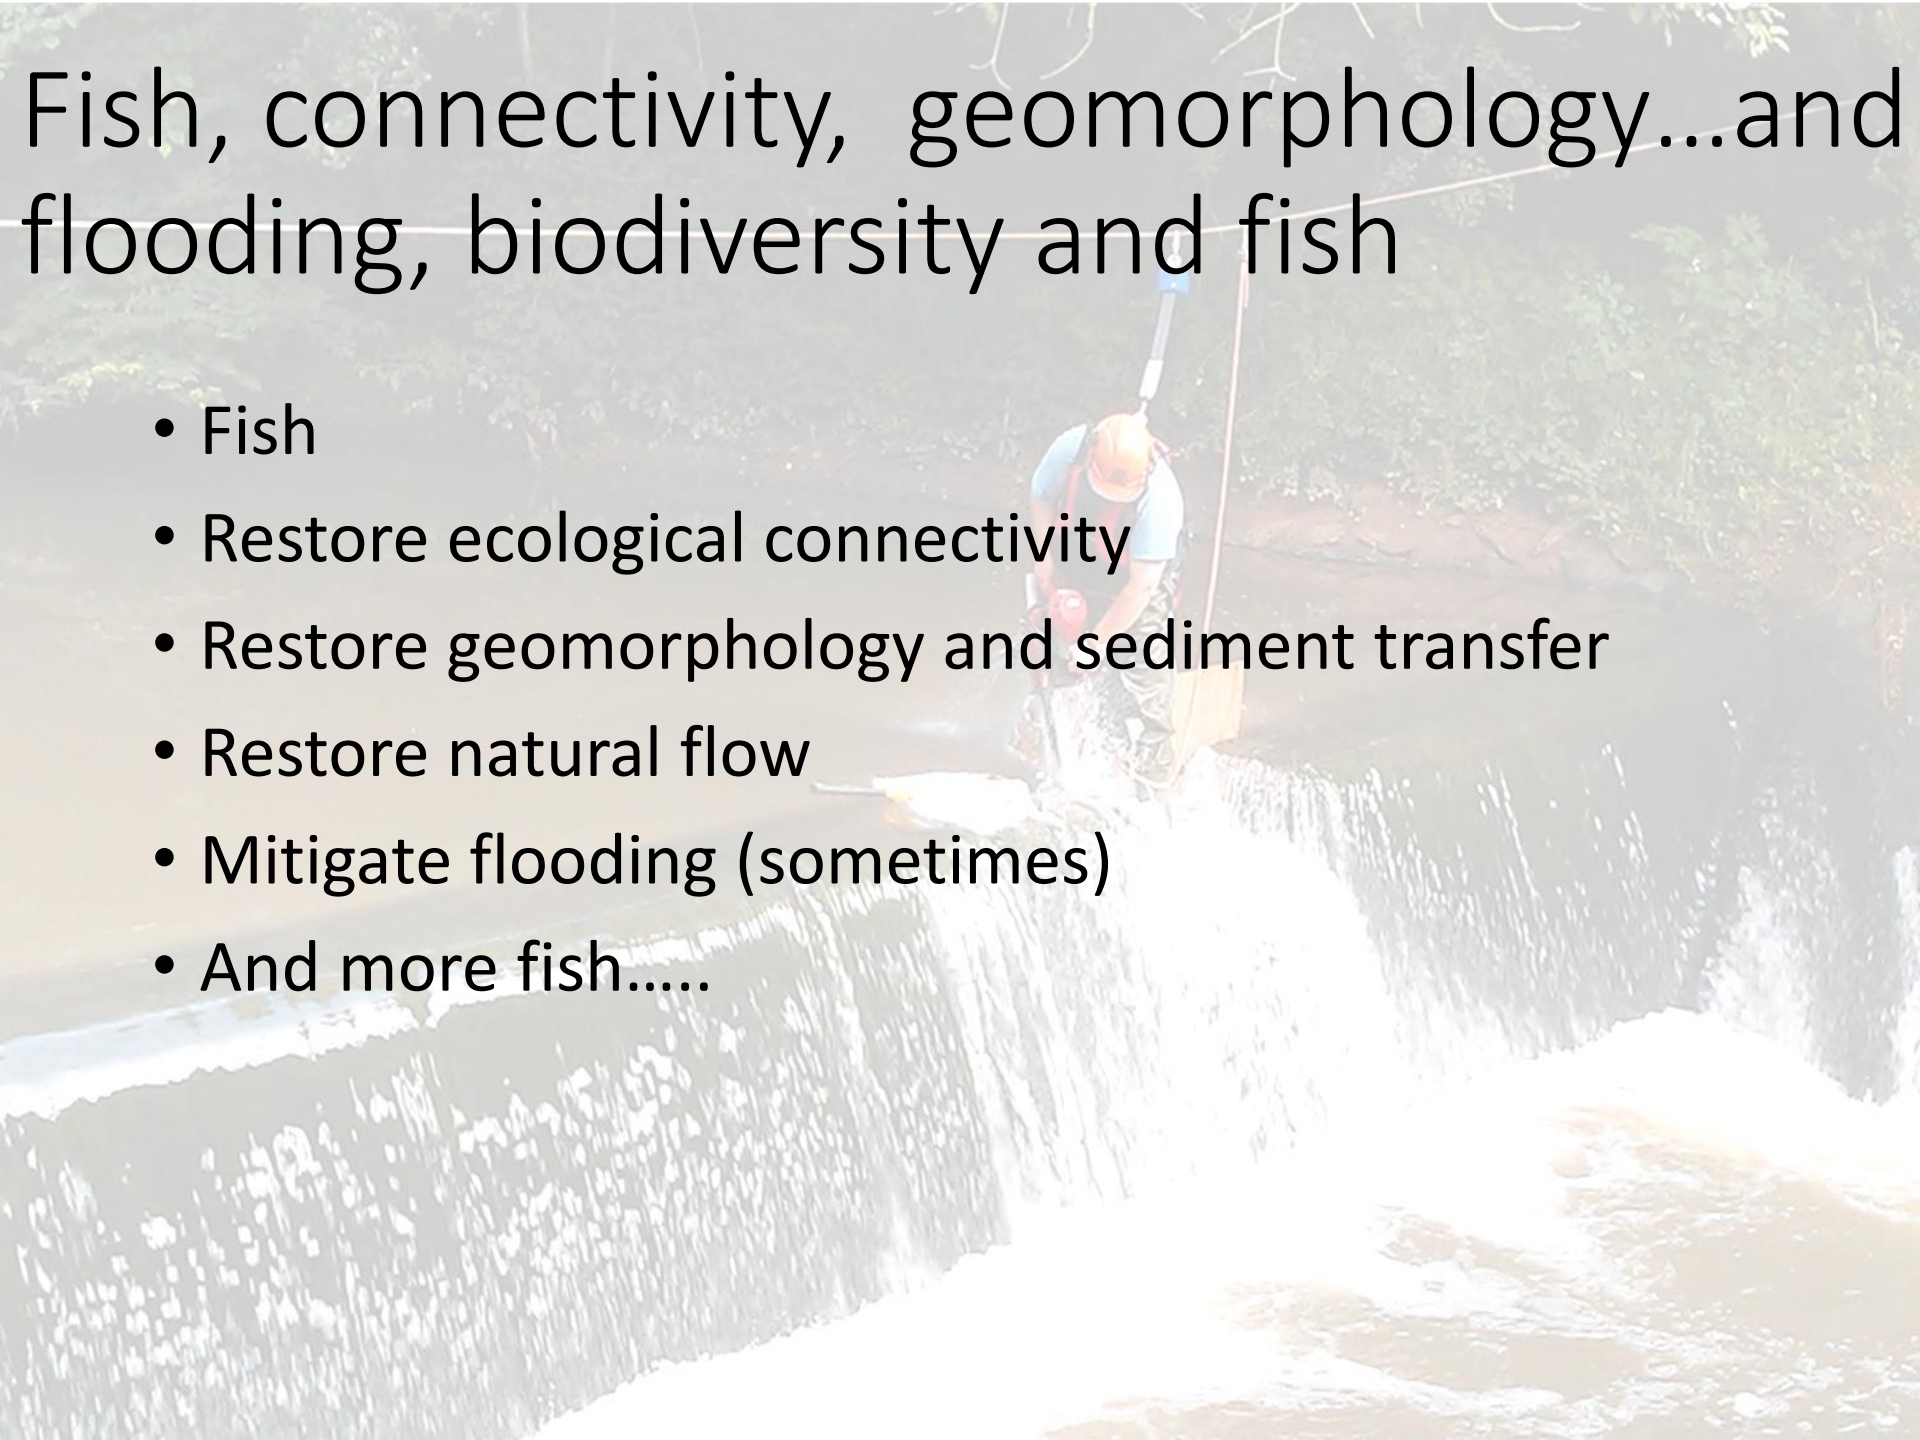 Fish, connectivity,  geomorphology…and
flooding, biodiversity and fish
• Fish
• Restore ecological connectivity
• Restore geomorphology and sediment transfer
• Restore natural flow
• Mitigate flooding (sometimes)
• And more fish…..